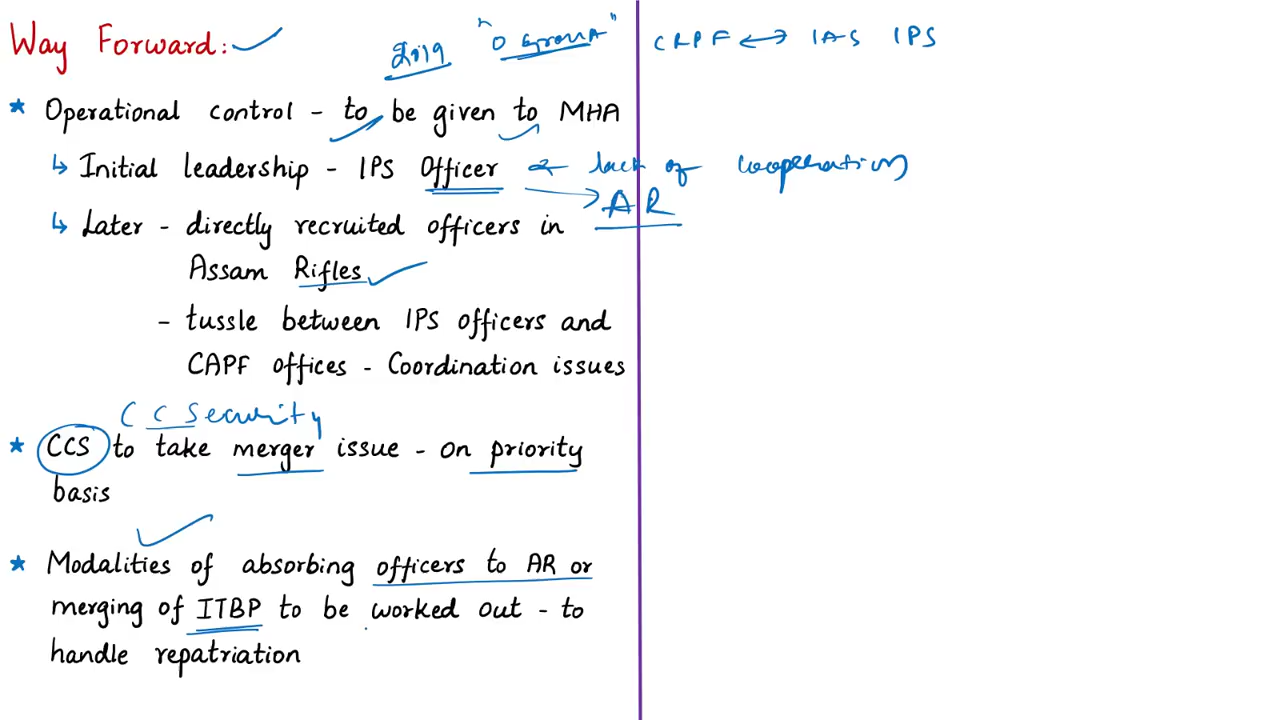 Way Forward:
2019 "O Group"
CRPF ↔ IAS IPS
* Operational control - to be given to MHA
↳ Initial leadership - IPS Officer ← lack of cooperation
→ AR
↳ Later - directly recruited officers in
Assam Rifles
- tussle between IPS officers and
CAPF offices - Coordination issues
CC Security
* CCS to take merger issue - on priority
basis
* Modalities of absorbing officers to AR or
merging of ITBP to be worked out - to
handle repatriation